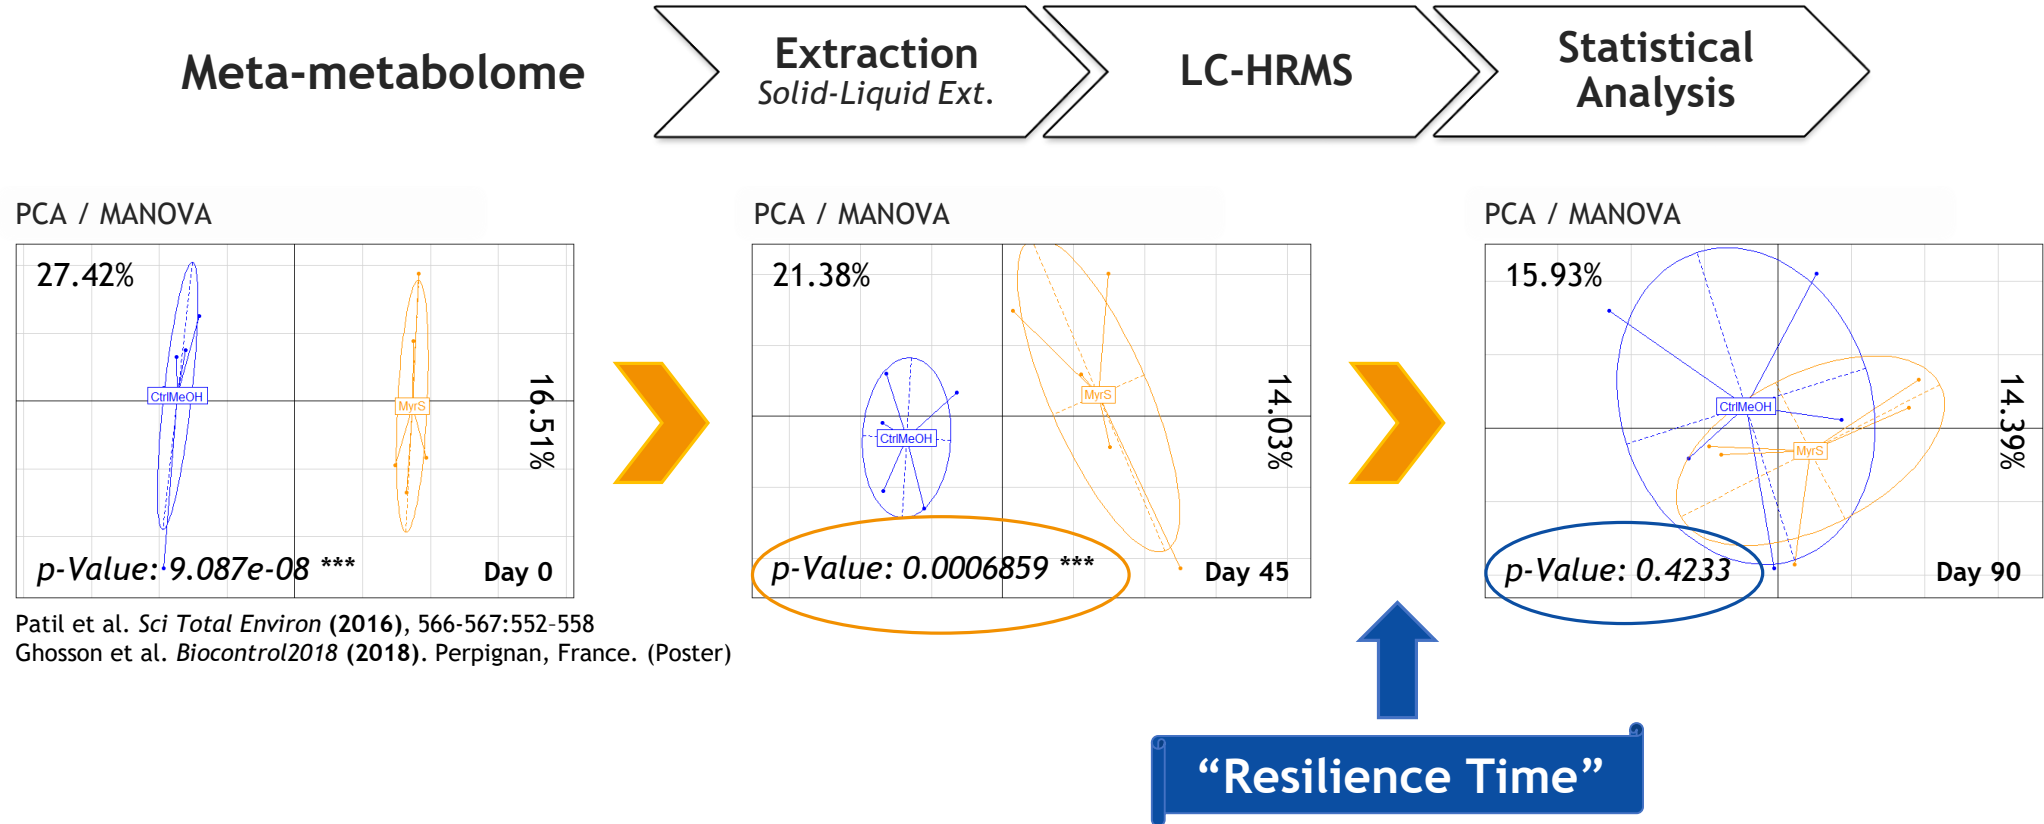 Meta-metabolome
Extraction
Solid-Liquid Ext.
LC-HRMS
Statistical
Analysis
PCA / MANOVA
27.42%
CtrlMeOH
MyrS
16.51%
p-Value: 9.087e-08 ***
Day 0
PCA / MANOVA
21.38%
MyrS
CtrlMeOH
14.03%
p-Value: 0.0006859 ***
Day 45
PCA / MANOVA
15.93%
CtrlMeOH
MyrS
14.39%
p-Value: 0.4233
Day 90
Patil et al. Sci Total Environ (2016), 566-567:552–558
Ghosson et al. Biocontrol2018 (2018). Perpignan, France. (Poster)
“Resilience Time”